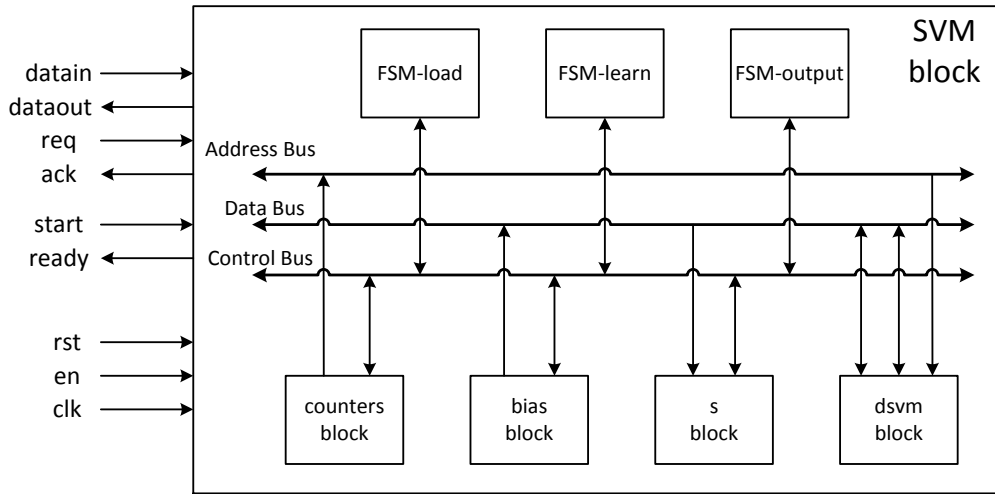 SVM
block
datain
dataout
req
ack
start
ready
rst
en
clk
FSM-load
FSM-learn
FSM-output
Address Bus
Data Bus
Control Bus
counters
block
bias
block
s
block
dsvm
block